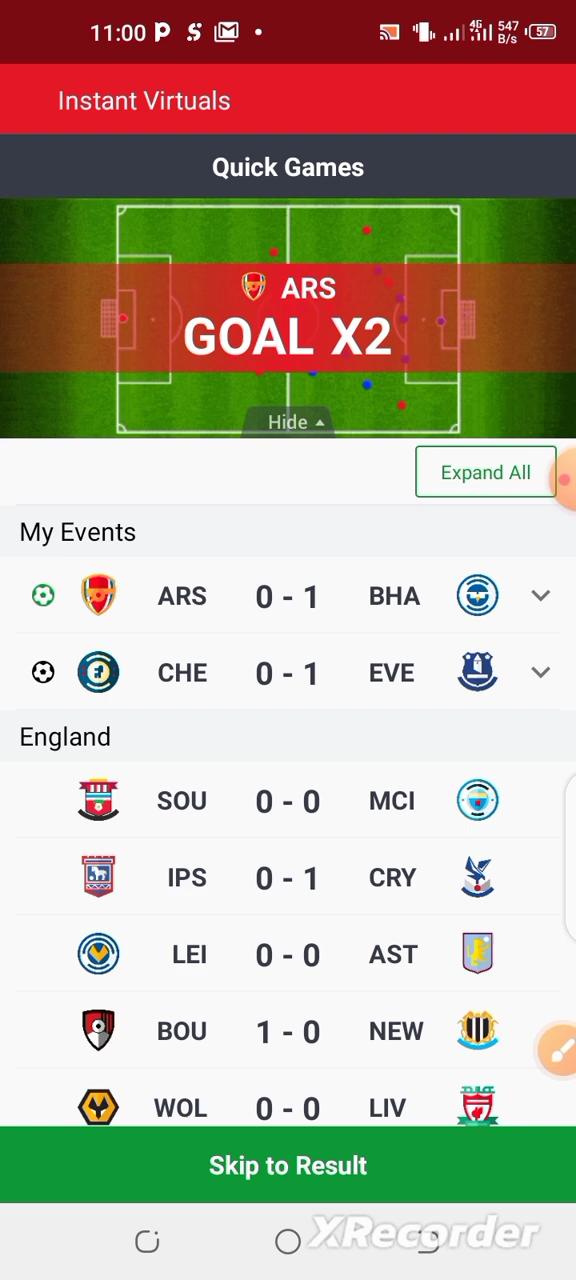 11:00
4G
547 B/s
57
Instant Virtuals
Quick Games
ARS
GOAL X2
Hide
Expand All
My Events
ARS 0 - 1 BHA
CHE 0 - 1 EVE
England
SOU 0 - 0 MCI
IPS 0 - 1 CRY
LEI 0 - 0 AST
BOU 1 - 0 NEW
WOL 0 - 0 LIV
Skip to Result
XRecorder